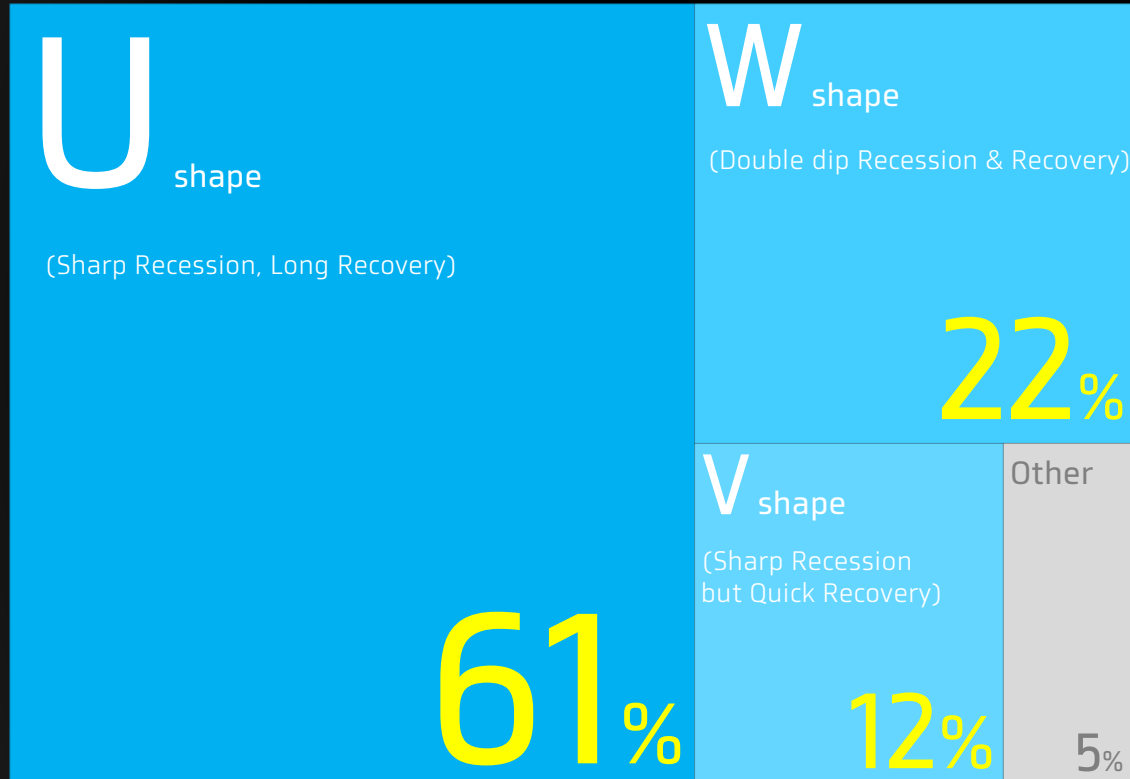 U shape
(Sharp Recession, Long Recovery)
61%
W shape
(Double dip Recession & Recovery)
22%
V shape
(Sharp Recession
but Quick Recovery)
12%
Other
5%